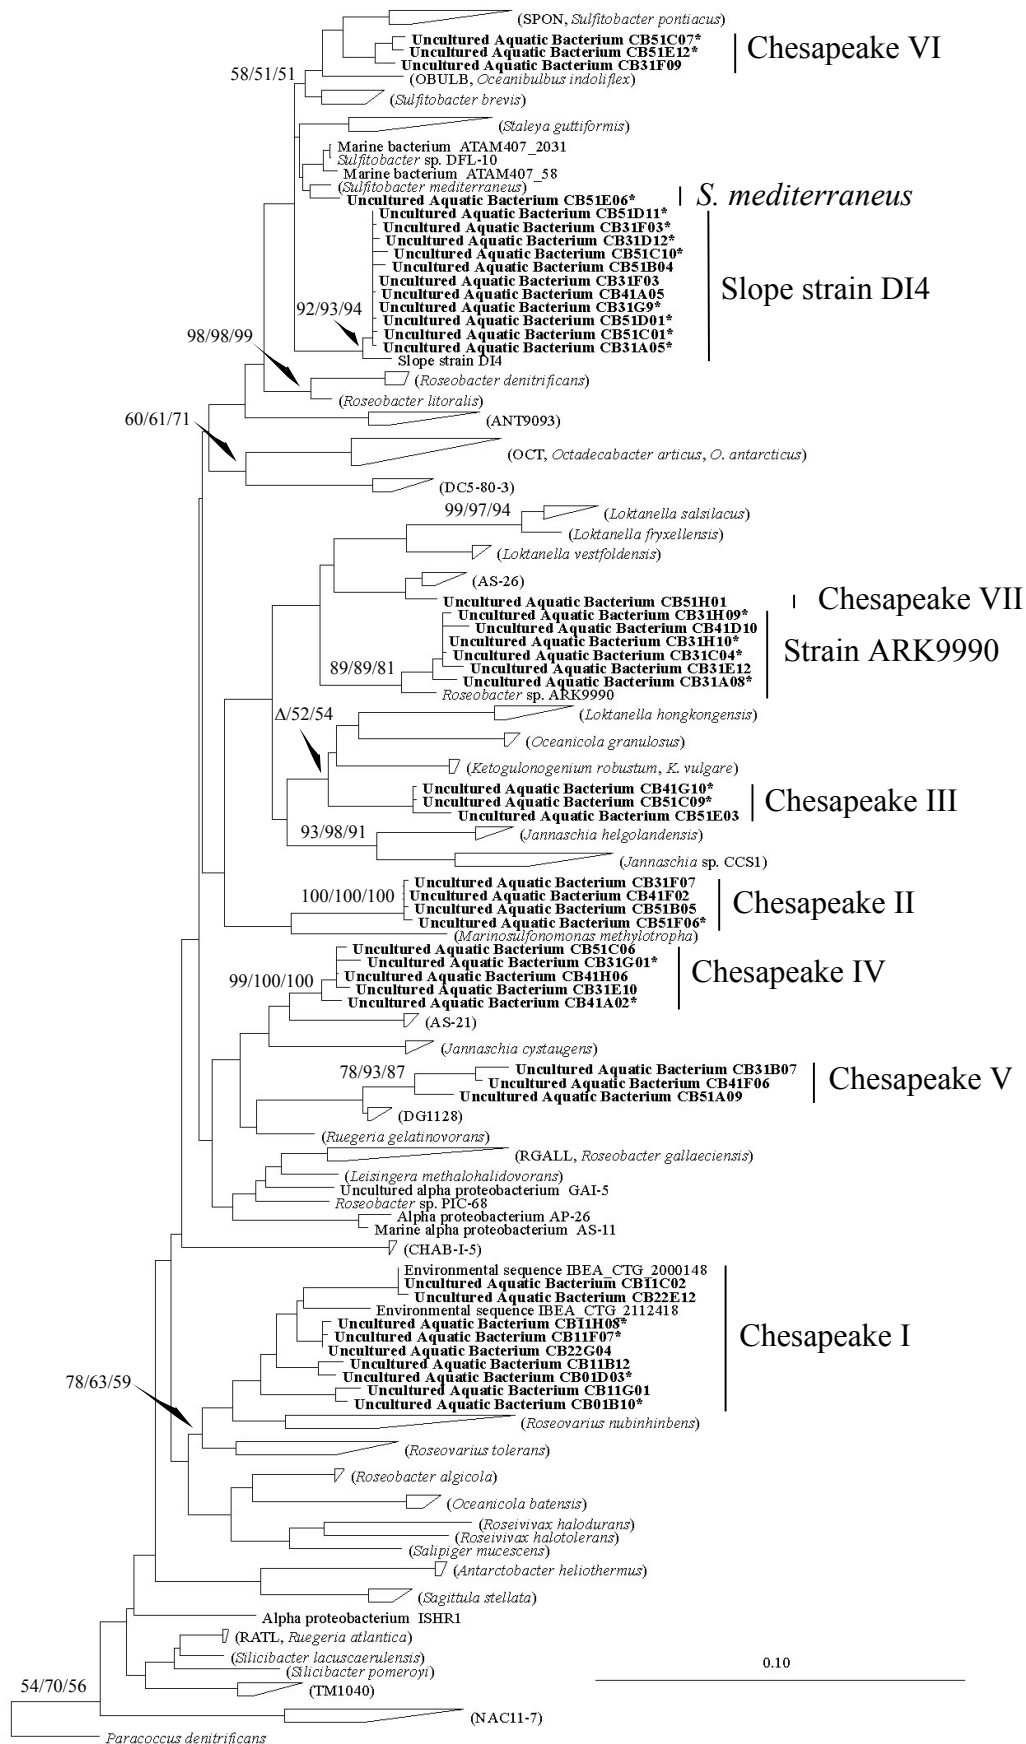 (SPON, Sulfitobacter pontiacus)
Uncultured Aquatic Bacterium CB51C07*
Uncultured Aquatic Bacterium CB51E12*
Chesapeake VI
Uncultured Aquatic Bacterium CB31F09
58/51/51
(OBULB, Oceanibulbus indoliflex)
(Sulfitobacter brevis)
(Staleya guttiformis)
Marine bacterium ATAM407_2031
Sulfitobacter sp. DFL-10
Marine bacterium ATAM407_58
(Sulfitobacter mediterraneus)
Uncultured Aquatic Bacterium CB51E06*
S. mediterraneus
Uncultured Aquatic Bacterium CB51D11*
Uncultured Aquatic Bacterium CB31F03*
Uncultured Aquatic Bacterium CB31D12*
Uncultured Aquatic Bacterium CB51C10*
Uncultured Aquatic Bacterium CB51B04
Uncultured Aquatic Bacterium CB31F03
Slope strain DI4
Uncultured Aquatic Bacterium CB41A05
Uncultured Aquatic Bacterium CB31G9*
92/93/94
Uncultured Aquatic Bacterium CB51D01*
Uncultured Aquatic Bacterium CB51C01*
Uncultured Aquatic Bacterium CB31A05*
98/98/99
Slope strain DI4
(Roseobacter denitrificans)
(Roseobacter litoralis)
60/61/71
(ANT9093)
(OCT, Octadecabacter articus, O. antarcticus)
(DC5-80-3)
99/97/94
(Loktanella salsilacus)
(Loktanella fryxellensis)
(Loktanella vestfoldensis)
(AS-26)
Uncultured Aquatic Bacterium CB51H01
Chesapeake VII
Uncultured Aquatic Bacterium CB31H09*
Uncultured Aquatic Bacterium CB41D10
Uncultured Aquatic Bacterium CB31H10*
Strain ARK9990
Uncultured Aquatic Bacterium CB31C04*
89/89/81
Uncultured Aquatic Bacterium CB31E12
Uncultured Aquatic Bacterium CB31A08*
Roseobacter sp. ARK9990
Δ/52/54
(Loktanella hongkongensis)
(Oceanicola granulosus)
(Ketogulonogenium robustum, K. vulgare)
Uncultured Aquatic Bacterium CB41G10*
Uncultured Aquatic Bacterium CB51C09*
Chesapeake III
Uncultured Aquatic Bacterium CB51E03
93/98/91
(Jannaschia helgolandensis)
(Jannaschia sp. CCS1)
Uncultured Aquatic Bacterium CB31F07
100/100/100
Uncultured Aquatic Bacterium CB41F02
Chesapeake II
Uncultured Aquatic Bacterium CB51B05
Uncultured Aquatic Bacterium CB51F06*
(Marinosulfonomonas methylotropha)
Uncultured Aquatic Bacterium CB51C06
Uncultured Aquatic Bacterium CB31G01*
Chesapeake IV
99/100/100
Uncultured Aquatic Bacterium CB41H06
Uncultured Aquatic Bacterium CB31E10
Uncultured Aquatic Bacterium CB41A02*
(AS-21)
(Jannaschia cystaugens)
78/93/87
Uncultured Aquatic Bacterium CB31B07
Uncultured Aquatic Bacterium CB41F06
Chesapeake V
Uncultured Aquatic Bacterium CB51A09
(DG1128)
(Ruegeria gelatinovorans)
(RGALL, Roseobacter gallaeciensis)
(Leisingera methalohalidovorans)
Uncultured alpha proteobacterium GAI-5
Roseobacter sp. PIC-68
Alpha proteobacterium AP-26
Marine alpha proteobacterium AS-11
(CHAB-I-5)
Environmental sequence IBEA_CTG_2000148
Uncultured Aquatic Bacterium CB11C02
Uncultured Aquatic Bacterium CB22E12
Environmental sequence IBEA_CTG_2112418
Uncultured Aquatic Bacterium CB11H08*
Uncultured Aquatic Bacterium CB11F07*
Chesapeake I
Uncultured Aquatic Bacterium CB22G04
Uncultured Aquatic Bacterium CB11B12
Uncultured Aquatic Bacterium CB01D03*
78/63/59
Uncultured Aquatic Bacterium CB11G01
Uncultured Aquatic Bacterium CB01B10*
(Roseovarius nubinhinbens)
(Roseovarius tolerans)
(Roseobacter algicola)
(Oceanicola batensis)
(Roseivivax halodurans)
(Roseivivax halotolerans)
(Salipiger mucescens)
(Antarctobacter heliothermus)
(Sagittula stellata)
Alpha proteobacterium ISHR1
(RATL, Ruegeria atlantica)
(Silicibacter lacuscaerulensis)
0.10
(Silicibacter pomeroyi)
54/70/56
(TM1040)
(NAC11-7)
Paracoccus denitrificans